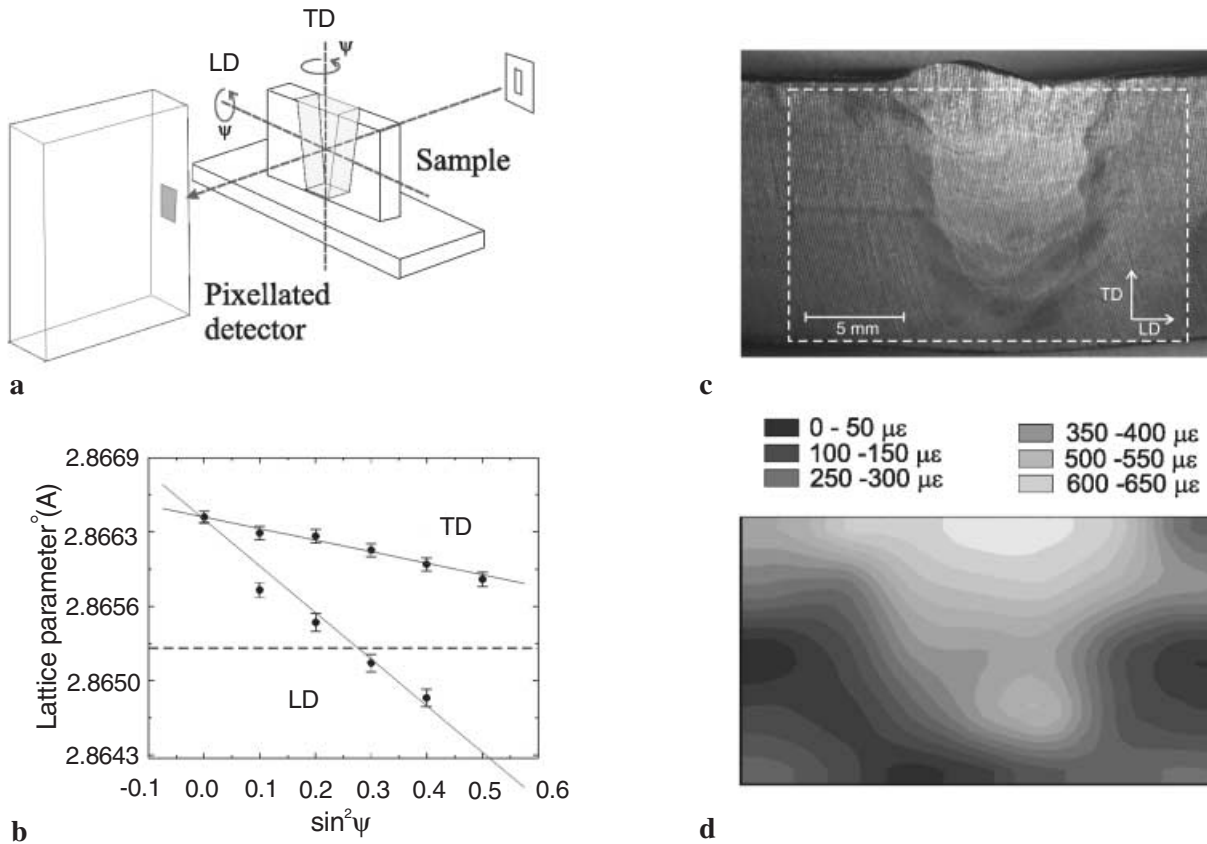 TD
ψ
LD
ψ
Sample
Pixellated
detector
a
5 mm
TD
LD
c
2.8669
2.8663
2.8656
2.8650
2.8643
Lattice parameter (Å)
TD
LD
-0.1
0.0
0.1
0.2
0.3
0.4
0.5
0.6
sin²ψ
b
0 - 50 με
100 -150 με
250 -300 με
350 -400 με
500 -550 με
600 -650 με
d